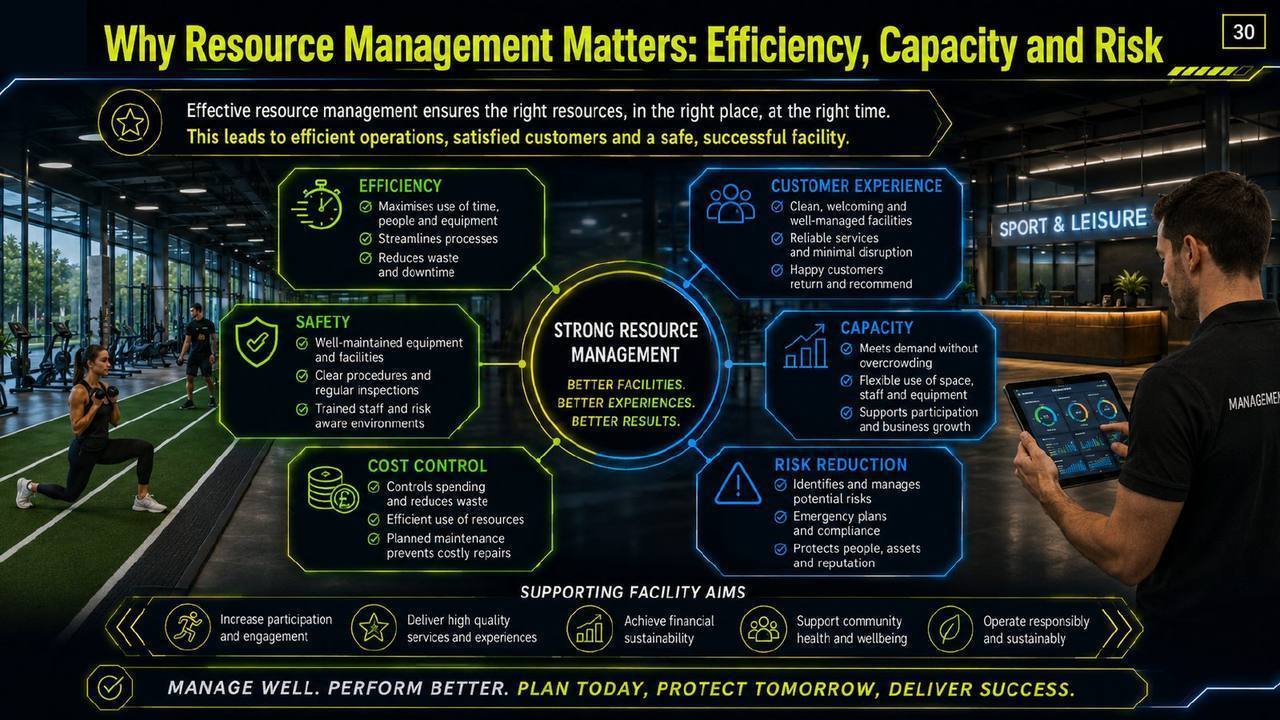 Why Resource Management Matters: Efficiency, Capacity and Risk
30
Effective resource management ensures the right resources, in the right place, at the right time.
This leads to efficient operations, satisfied customers and a safe, successful facility.
EFFICIENCY
Maximises use of time,
people and equipment
Streamlines processes
Reduces waste
and downtime
CUSTOMER EXPERIENCE
Clean, welcoming and
well-managed facilities
Reliable services
and minimal disruption
Happy customers
return and recommend
SPORT & LEISURE
SAFETY
Well-maintained equipment
and facilities
Clear procedures and
regular inspections
Trained staff and risk
aware environments
STRONG RESOURCE
MANAGEMENT
BETTER FACILITIES.
BETTER EXPERIENCES.
BETTER RESULTS.
CAPACITY
Meets demand without
overcrowding
Flexible use of space,
staff and equipment
Supports participation
and business growth
MANAGEMEN
COST CONTROL
Controls spending
and reduces waste
Efficient use of resources
Planned maintenance
prevents costly repairs
RISK REDUCTION
Identifies and manages
potential risks
Emergency plans
and compliance
Protects people, assets
and reputation
SUPPORTING FACILITY AIMS
Increase participation
and engagement
Deliver high quality
services and experiences
Achieve financial
sustainability
Support community
health and wellbeing
Operate responsibly
and sustainably
MANAGE WELL. PERFORM BETTER. PLAN TODAY, PROTECT TOMORROW, DELIVER SUCCESS.